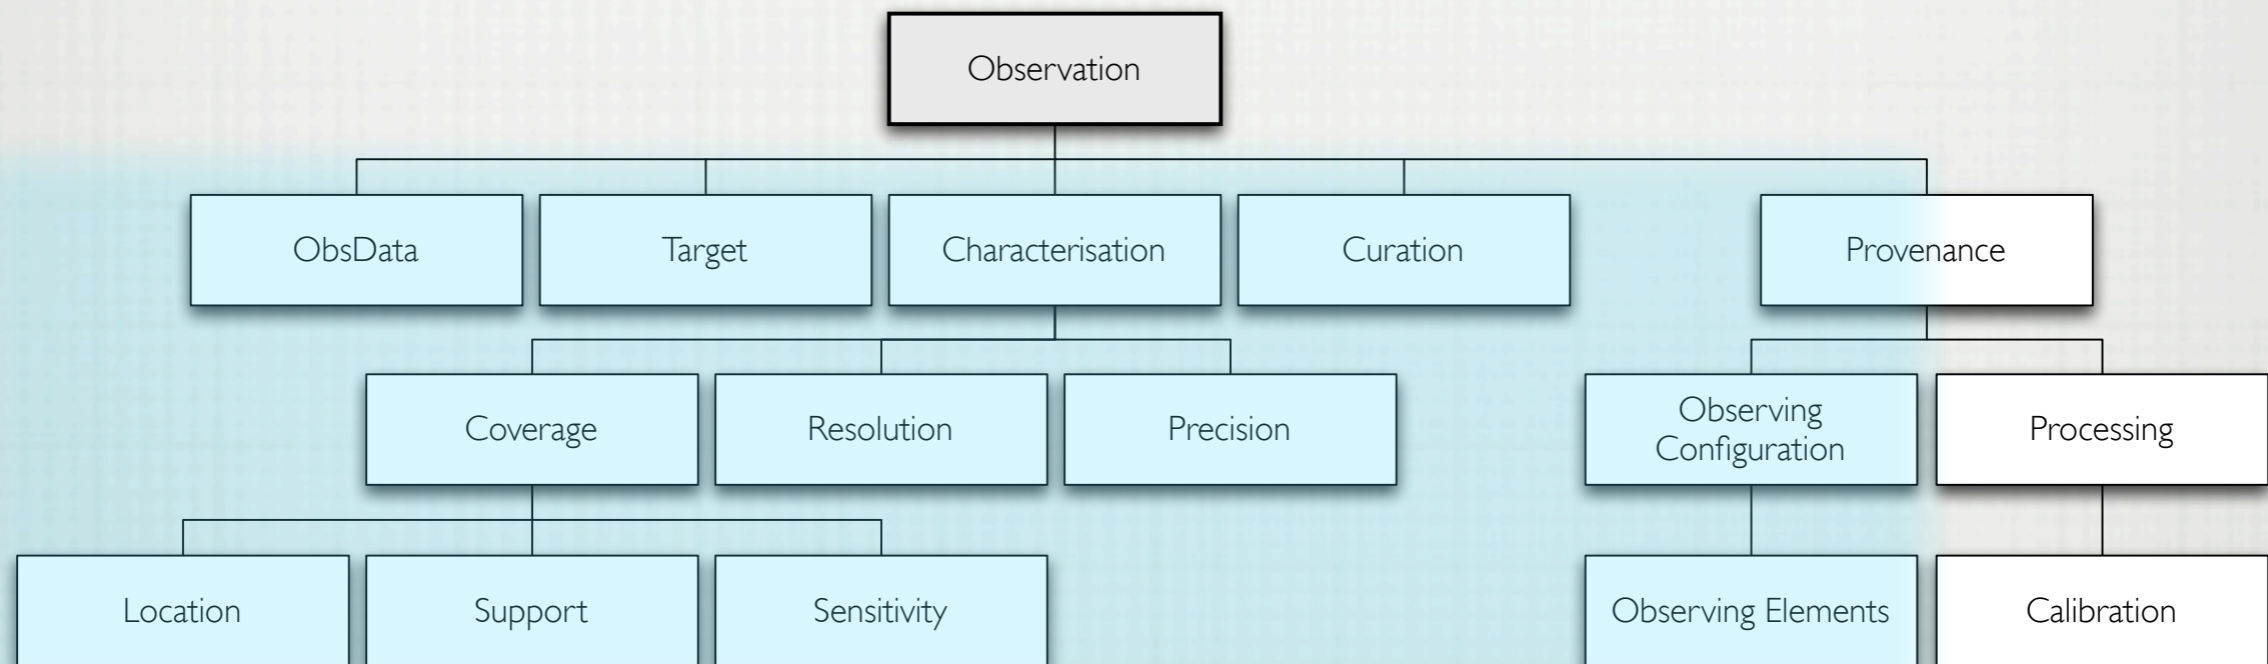 Observation
ObsData
Target
Characterisation
Curation
Provenance
Coverage
Resolution
Precision
Observing
Configuration
Processing
Location
Support
Sensitivity
Observing Elements
Calibration